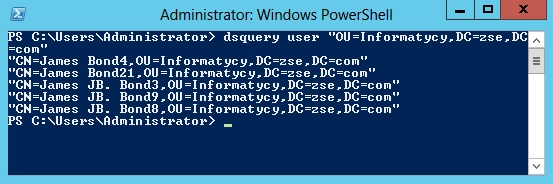 Administrator: Windows PowerShell
PS C:\Users\Administrator> dsquery user "OU=Informatycy,DC=zse,DC
=com"
"CN=James Bond4,OU=Informatycy,DC=zse,DC=com"
"CN=James Bond21,OU=Informatycy,DC=zse,DC=com"
"CN=James JB. Bond3,OU=Informatycy,DC=zse,DC=com"
"CN=James JB. Bond9,OU=Informatycy,DC=zse,DC=com"
"CN=James JB. Bond8,OU=Informatycy,DC=zse,DC=com"
PS C:\Users\Administrator> _